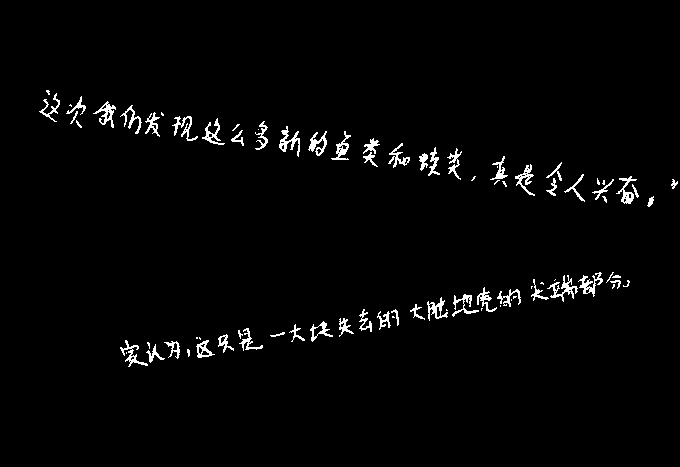 这次我们发现这么多新的鱼类和蛙类，真是令人兴奋。”
家认为，这只是一大块失去的大陆地壳的尖端部分。